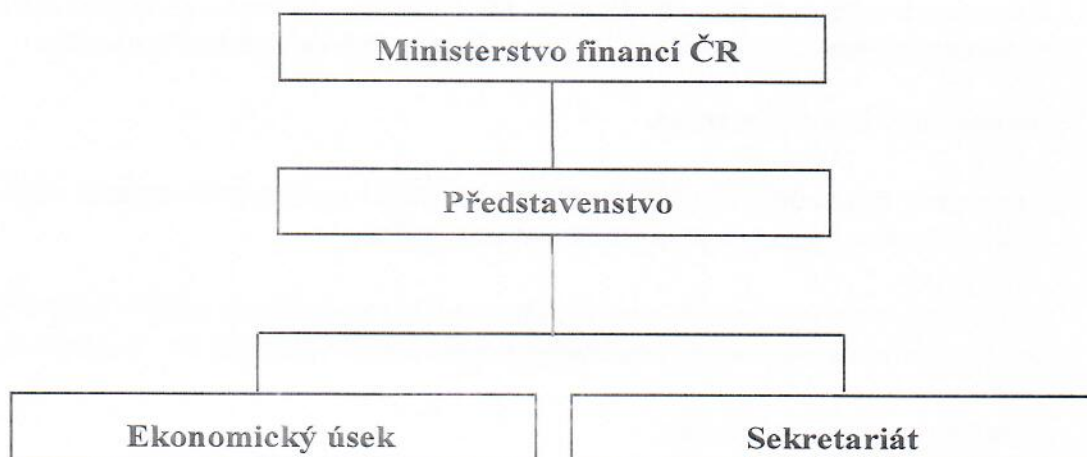 Ministerstvo financí ČR
Představenstvo
Ekonomický úsek
Sekretariát